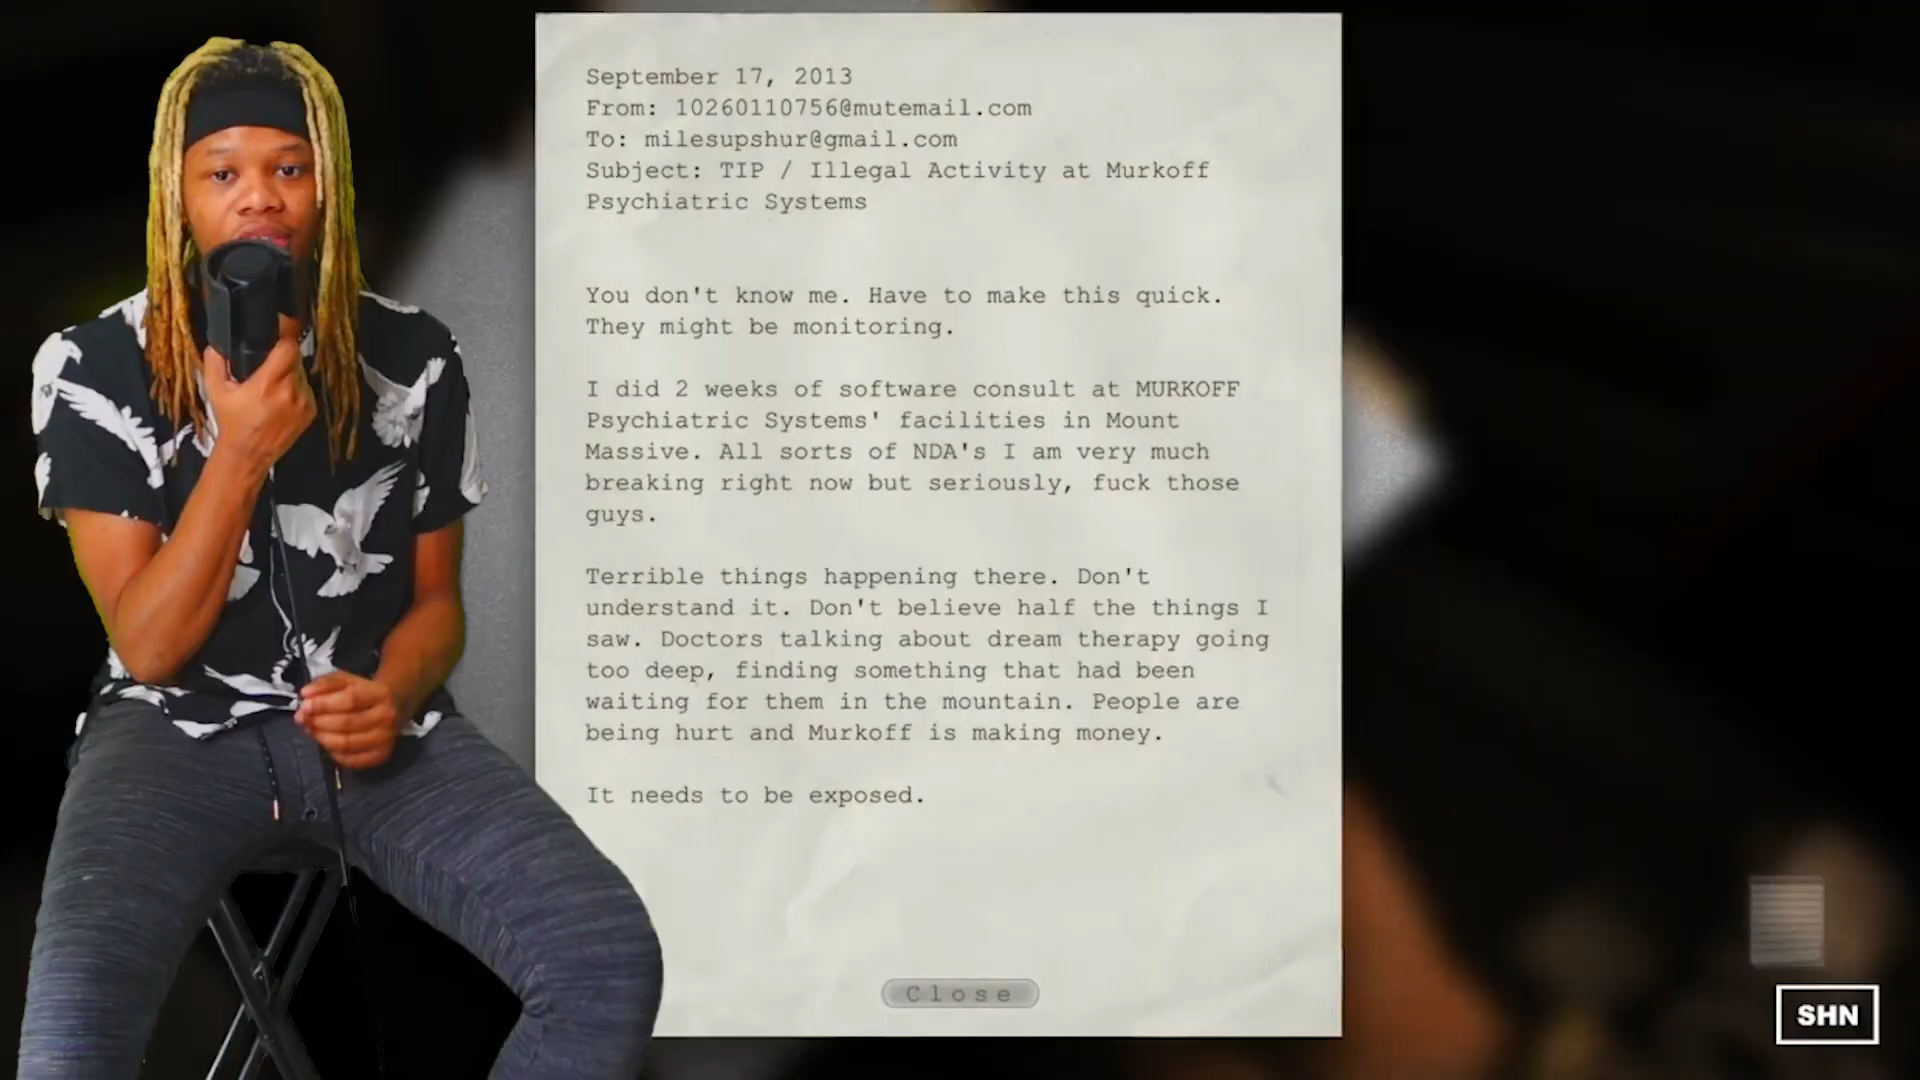 September 17, 2013
From: 10260110756@mutemail.com
To: milesupshur@gmail.com
Subject: TIP / Illegal Activity at Murkoff
Psychiatric Systems
You don't know me. Have to make this quick.
They might be monitoring.
I did 2 weeks of software consult at MURKOFF
Psychiatric Systems' facilities in Mount
Massive. All sorts of NDA's I am very much
breaking right now but seriously, fuck those
guys.
Terrible things happening there. Don't
understand it. Don't believe half the things I
saw. Doctors talking about dream therapy going
too deep, finding something that had been
waiting for them in the mountain. People are
being hurt and Murkoff is making money.
It needs to be exposed.
Close
SHN